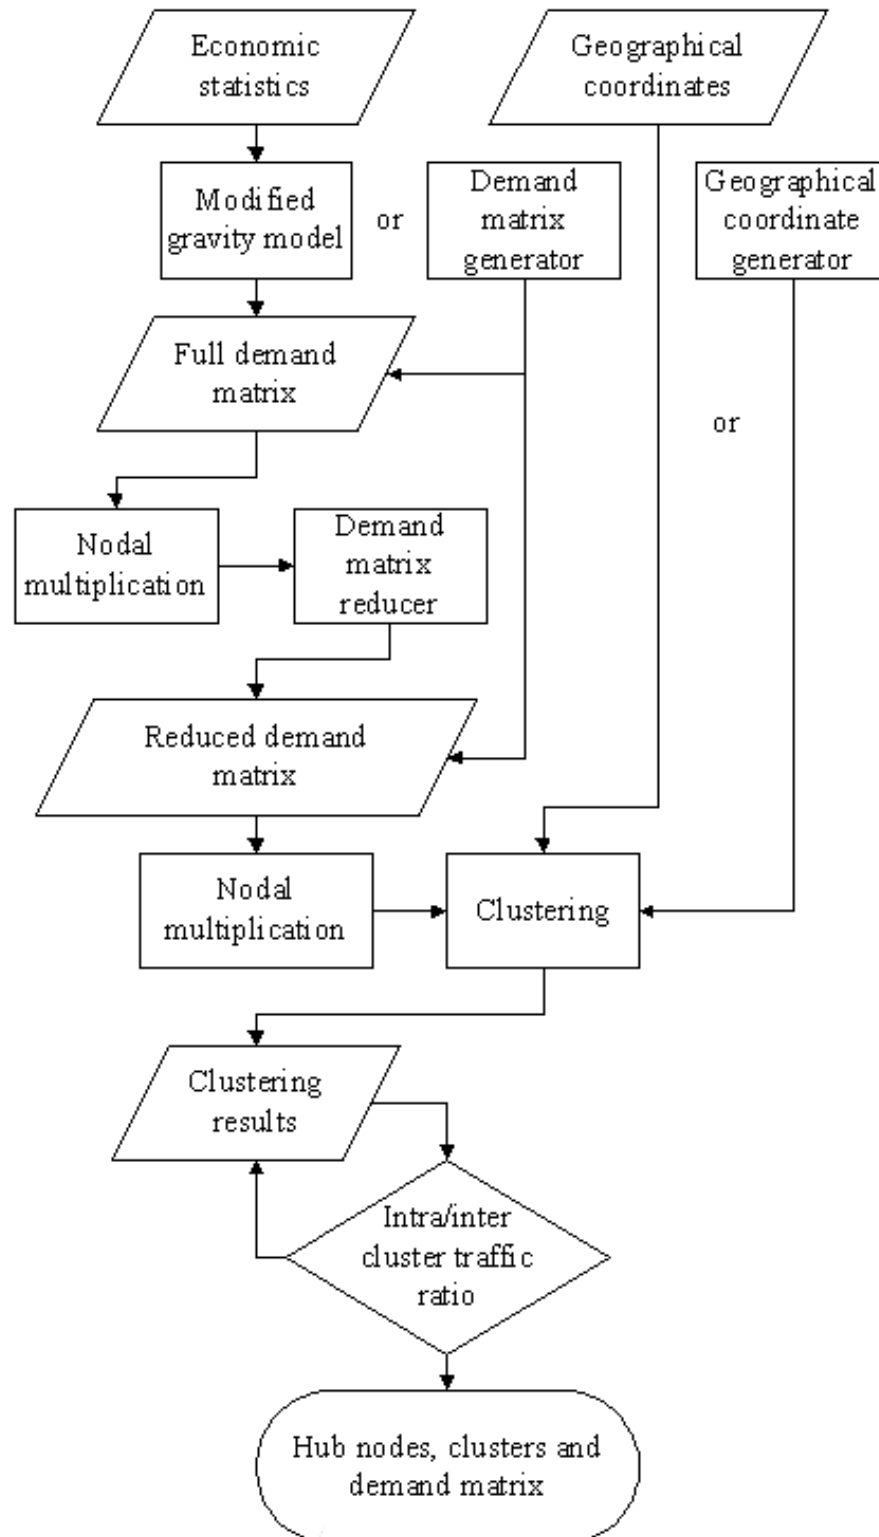 Economic
statistics
Geographical
coordinates
Modified
gravity model
or
Demand
matrix
generator
Geographical
coordinate
generator
Full demand
matrix
or
Nodal
multiplication
Demand
matrix
reducer
Reduced demand
matrix
Nodal
multiplication
Clustering
Clustering
results
Intra/inter
cluster traffic
ratio
Hub nodes, clusters and
demand matrix